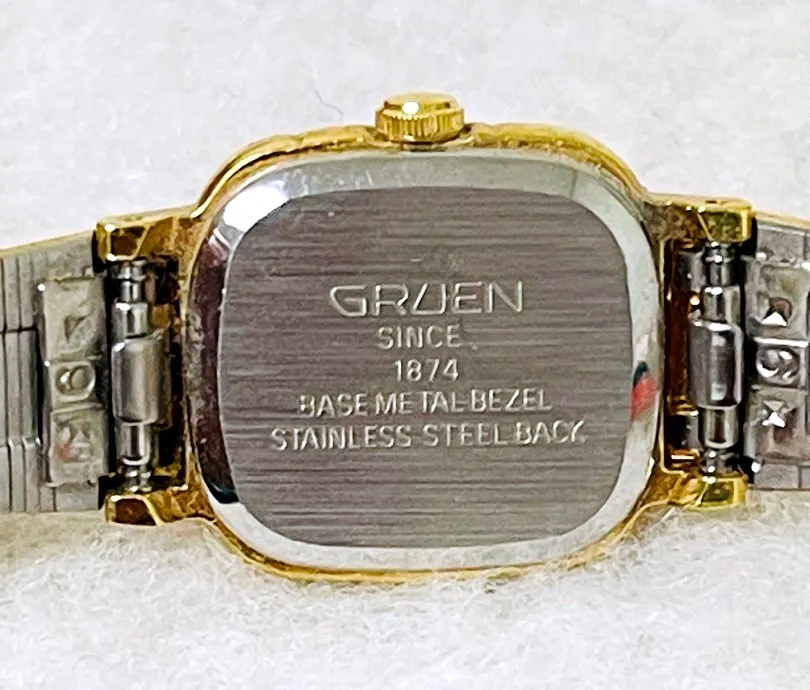 GRUEN
SINCE
1874
BASE METAL BEZEL
STAINLESS STEEL BACK